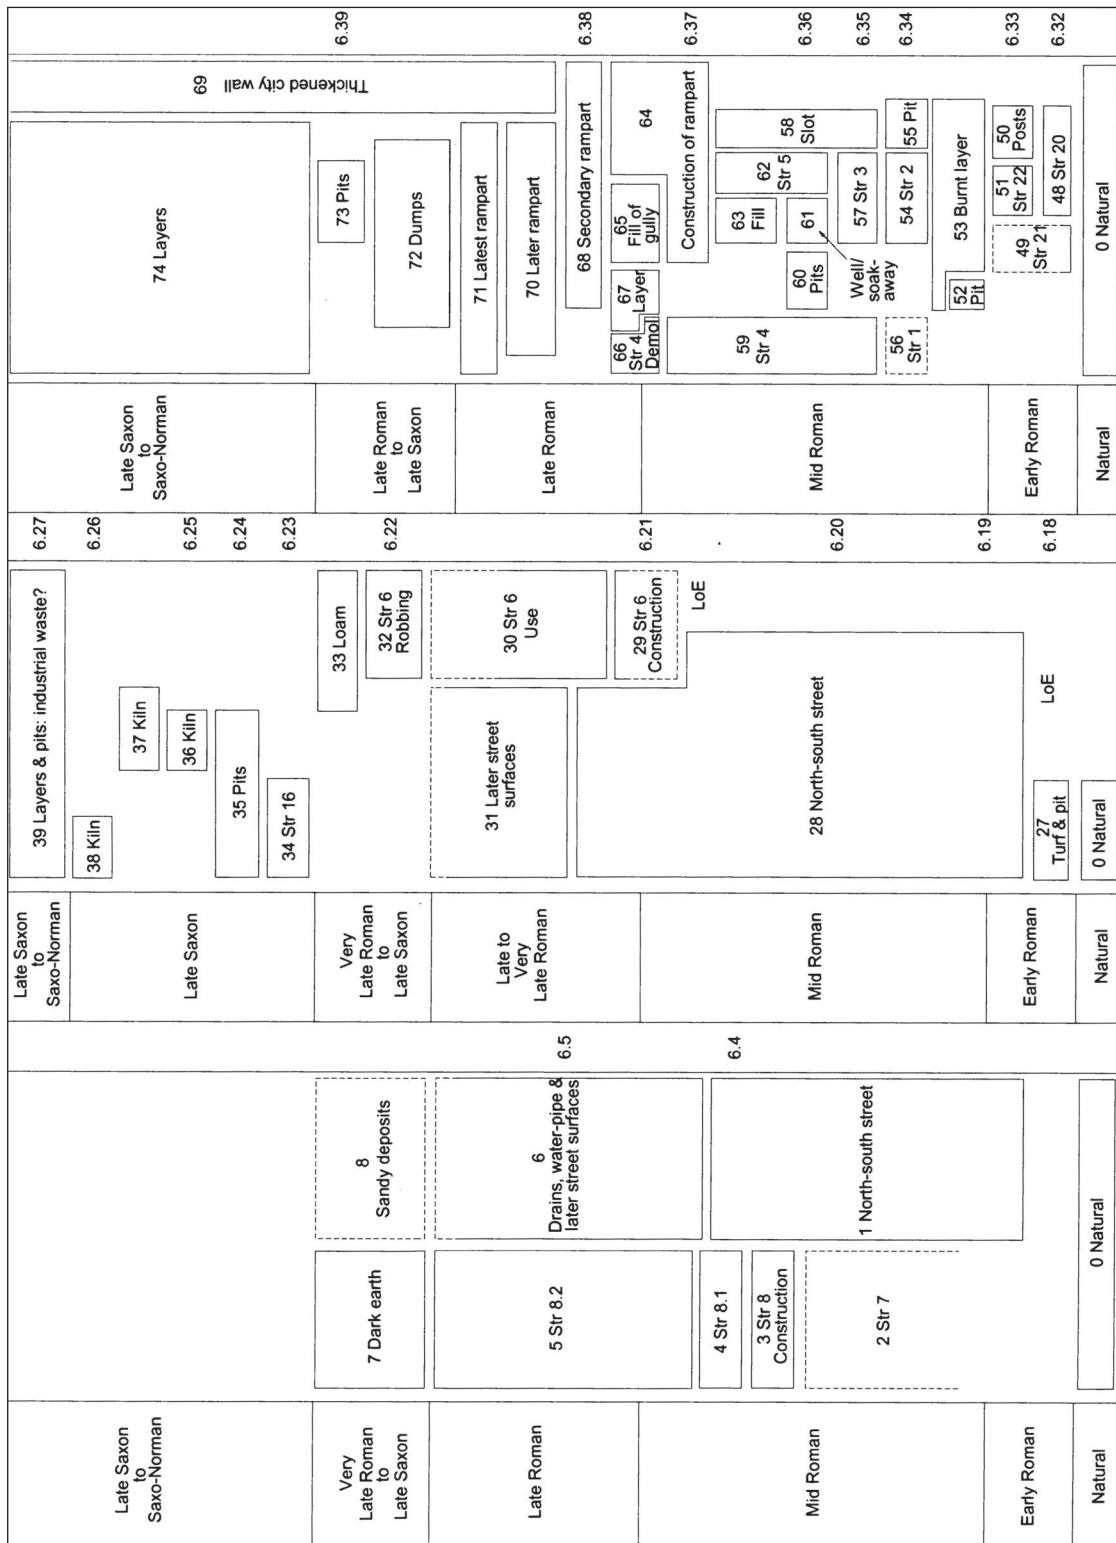 Late Saxon
to
Saxo-Norman
Very
Late Roman
to
Late Saxon
Late Roman
Mid Roman
Early Roman
Natural
7 Dark earth
8
Sandy deposits
5 Str 8.2
6
Drains, water-pipe &
later street surfaces
4 Str 8.1
3 Str 8
Construction
2 Str 7
1 North-south street
0 Natural
6.5
6.4
Late Saxon
to
Saxo-Norman
Late Saxon
Very
Late Roman
to
Late Saxon
Late to
Very
Late Roman
Mid Roman
Early Roman
Natural
39 Layers & pits: industrial waste?
38 Kiln
37 Kiln
36 Kiln
35 Pits
34 Str 16
33 Loam
32 Str 6
Robbing
31 Later street
surfaces
30 Str 6
Use
29 Str 6
Construction
LoE
28 North-south street
LoE
27
Turf & pit
0 Natural
6.27
6.26
6.25
6.24
6.23
6.22
6.21
6.20
6.19
6.18
Late Saxon
to
Saxo-Norman
Late Roman
to
Late Saxon
Late Roman
Mid Roman
Early Roman
Natural
74 Layers
69
Thickened city wall
73 Pits
72 Dumps
71 Latest rampart
70 Later rampart
68 Secondary rampart
66
Str 4
Demol
67
Layer
65
Fill of
gully
64
Construction of rampart
59
Str 4
60
Pits
61
Well/
soak-
away
63
Fill
62
Str 5
58
Slot
57 Str 3
56
Str 1
54 Str 2
55 Pit
53 Burnt layer
52
Pit
49
Str 21
51
Str 22
50
Posts
48 Str 20
0 Natural
6.39
6.38
6.37
6.36
6.35
6.34
6.33
6.32